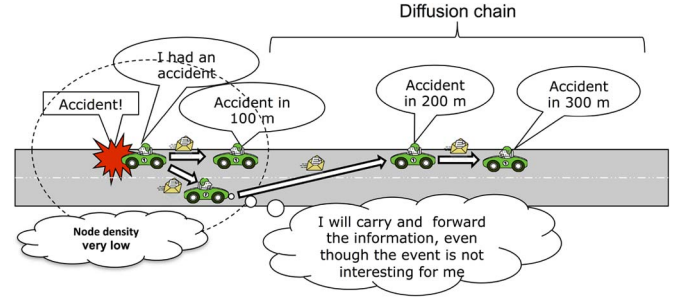 Diffusion chain
I had an
accident
Accident!
Accident in
100 m
Accident
in 200 m
Accident
in 300 m
Node density
very low
I will carry and forward
the information, even
though the event is not
interesting for me